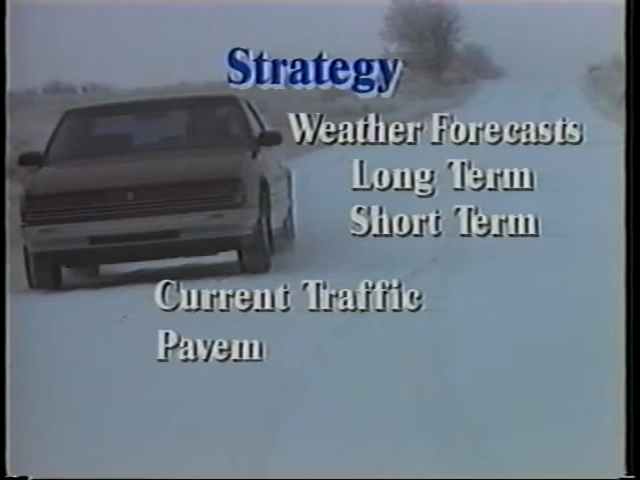 Strategy
Weather Forecasts
Long Term
Short Term
Current Traffic
Pavem